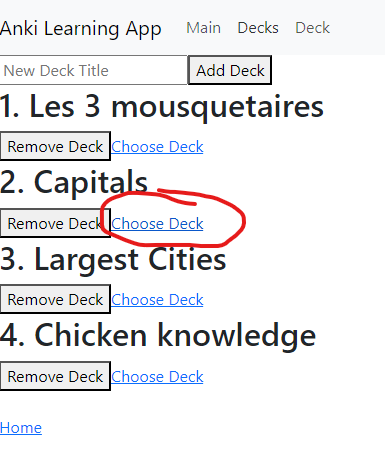 Anki Learning App Main Decks Deck
New Deck Title Add Deck
1. Les 3 mousquetaires
Remove Deck Choose Deck
2. Capitals
Remove Deck Choose Deck
3. Largest Cities
Remove Deck Choose Deck
4. Chicken knowledge
Remove Deck Choose Deck
Home